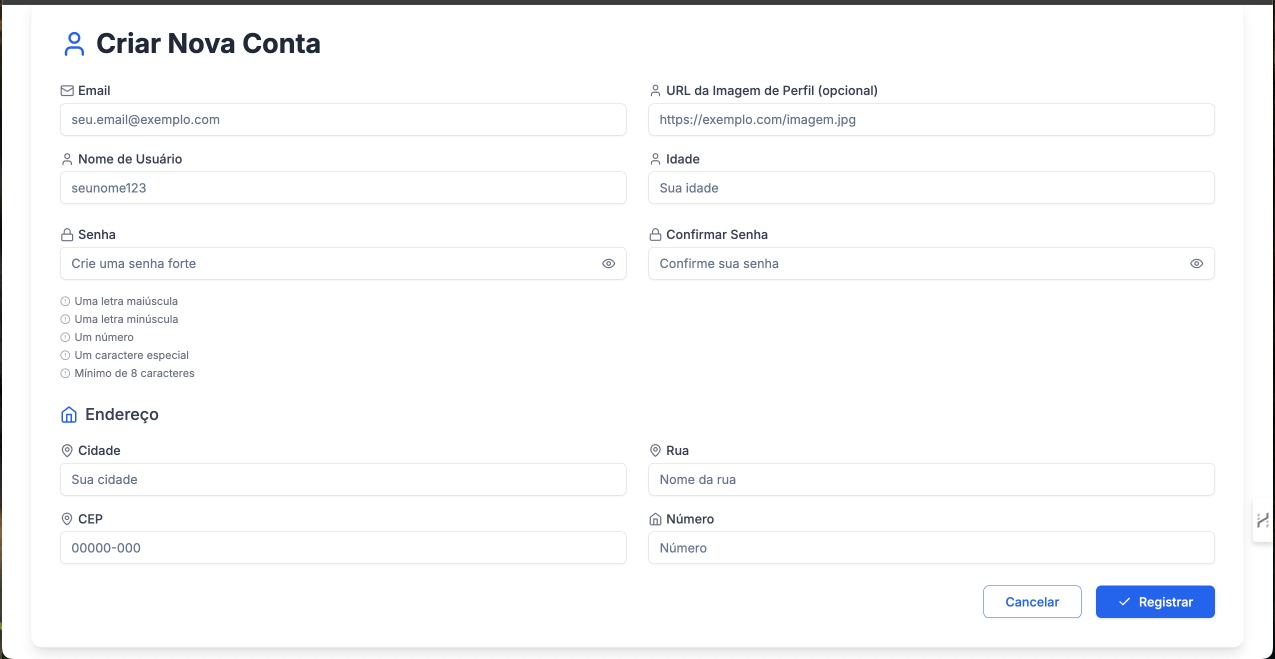 Criar Nova Conta
Email
URL da Imagem de Perfil (opcional)
seu.email@exemplo.com
https://exemplo.com/imagem.jpg
Nome de Usuário
Idade
seunome123
Sua idade
Senha
Confirmar Senha
Crie uma senha forte
Confirme sua senha
Uma letra maiúscula
Uma letra minúscula
Um número
Um caractere especial
Mínimo de 8 caracteres
Endereço
Cidade
Rua
Sua cidade
Nome da rua
CEP
Número
00000-000
Número
Cancelar
Registrar